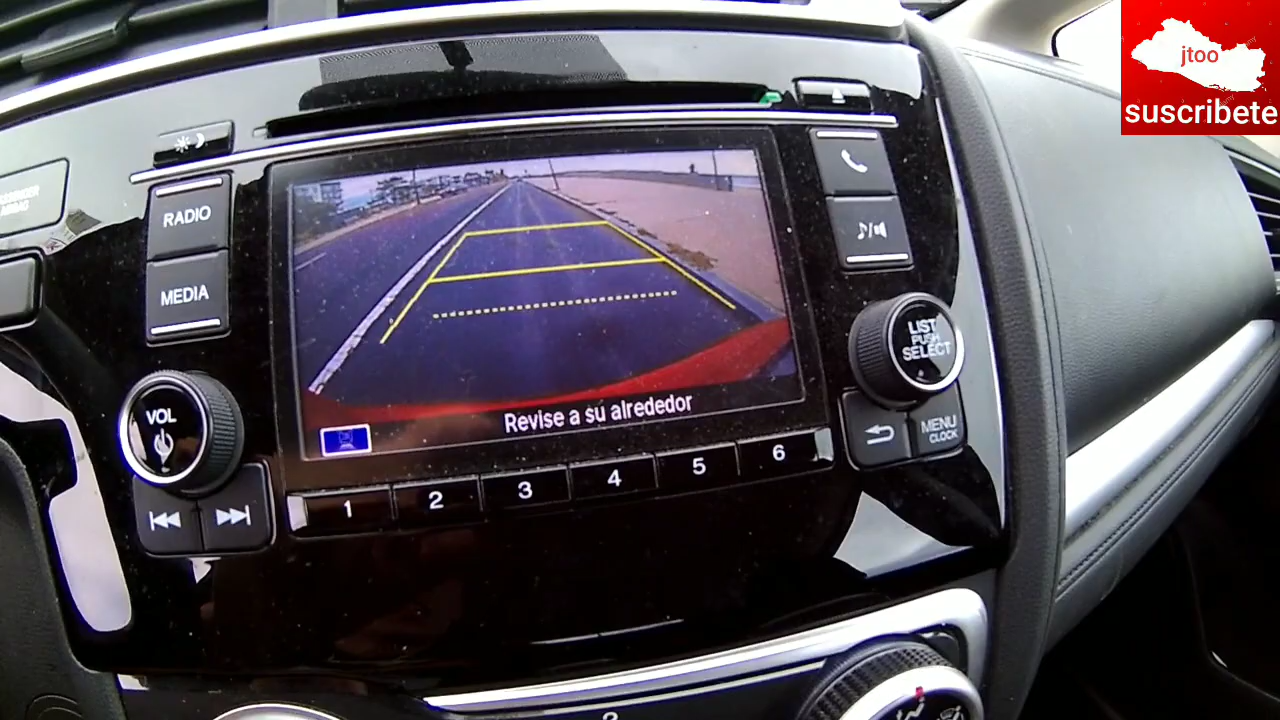 jtoo
suscribete
RADIO
MEDIA
VOL
Revise a su alrededor
1
2
3
4
5
6
LIST
PUSH
SELECT
MENU
CLOCK